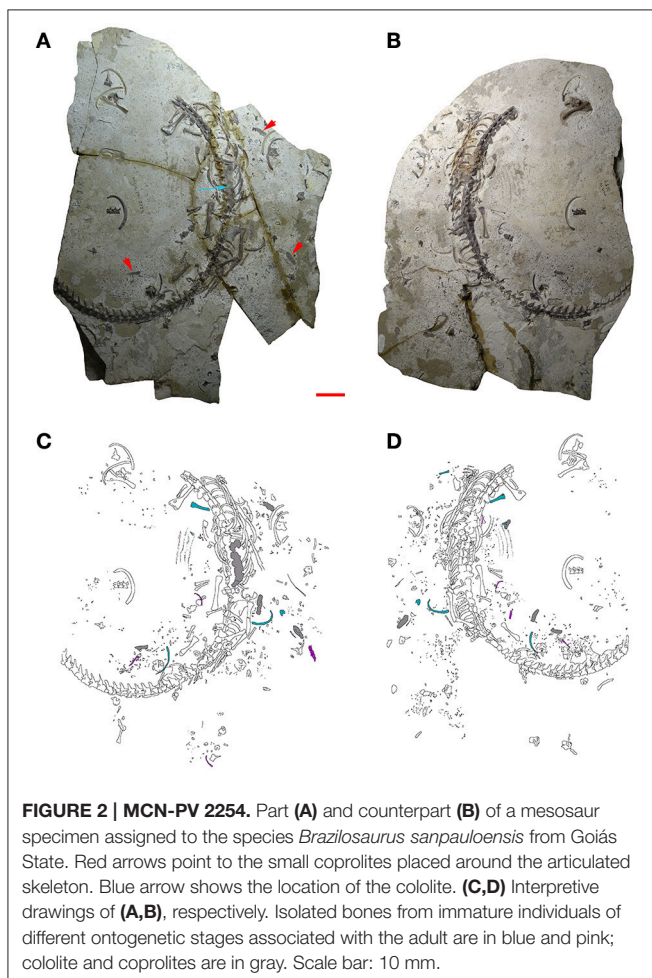 A
B
C
D
FIGURE 2 | MCN-PV 2254. Part (A) and counterpart (B) of a mesosaur
specimen assigned to the species Brazilosaurus sanpauloensis from Goiás
State. Red arrows point to the small coprolites placed around the articulated
skeleton. Blue arrow shows the location of the cololite. (C,D) Interpretive
drawings of (A,B), respectively. Isolated bones from immature individuals of
different ontogenetic stages associated with the adult are in blue and pink;
cololite and coprolites are in gray. Scale bar: 10 mm.